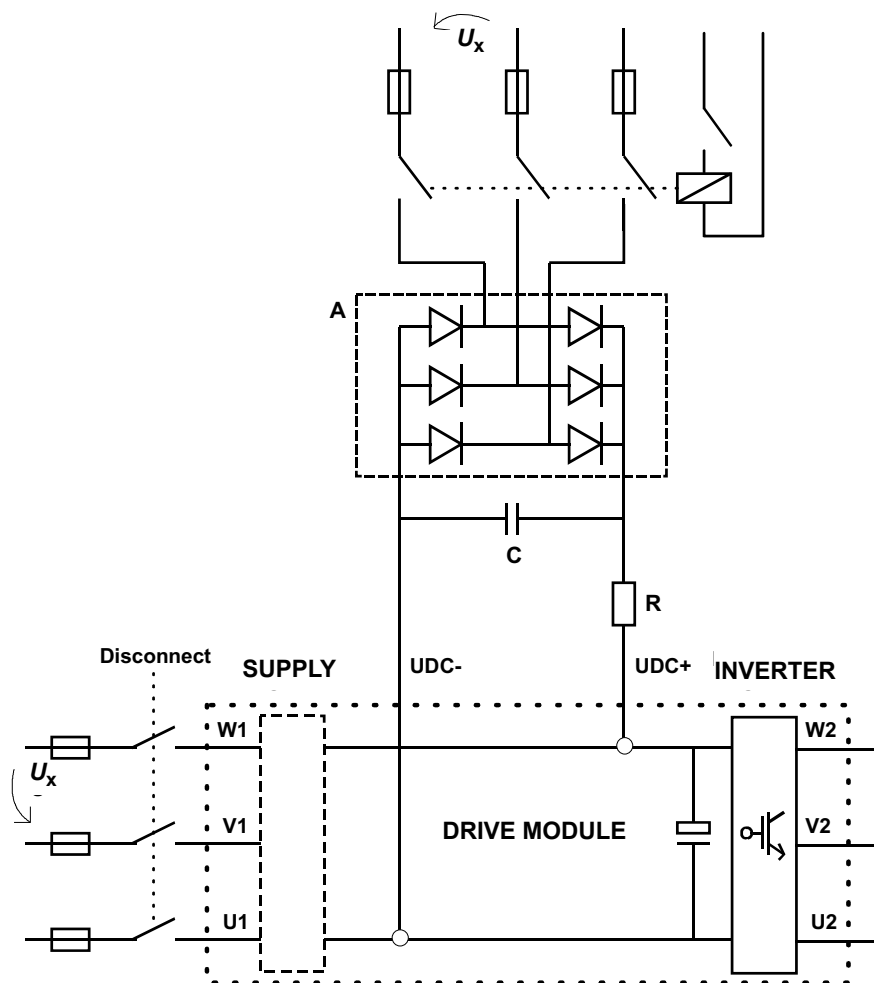 Ux
A
C
R
Disconnect
SUPPLY
UDC-
UDC+
INVERTER
W1
W2
Ux
V1
DRIVE MODULE
V2
U1
U2